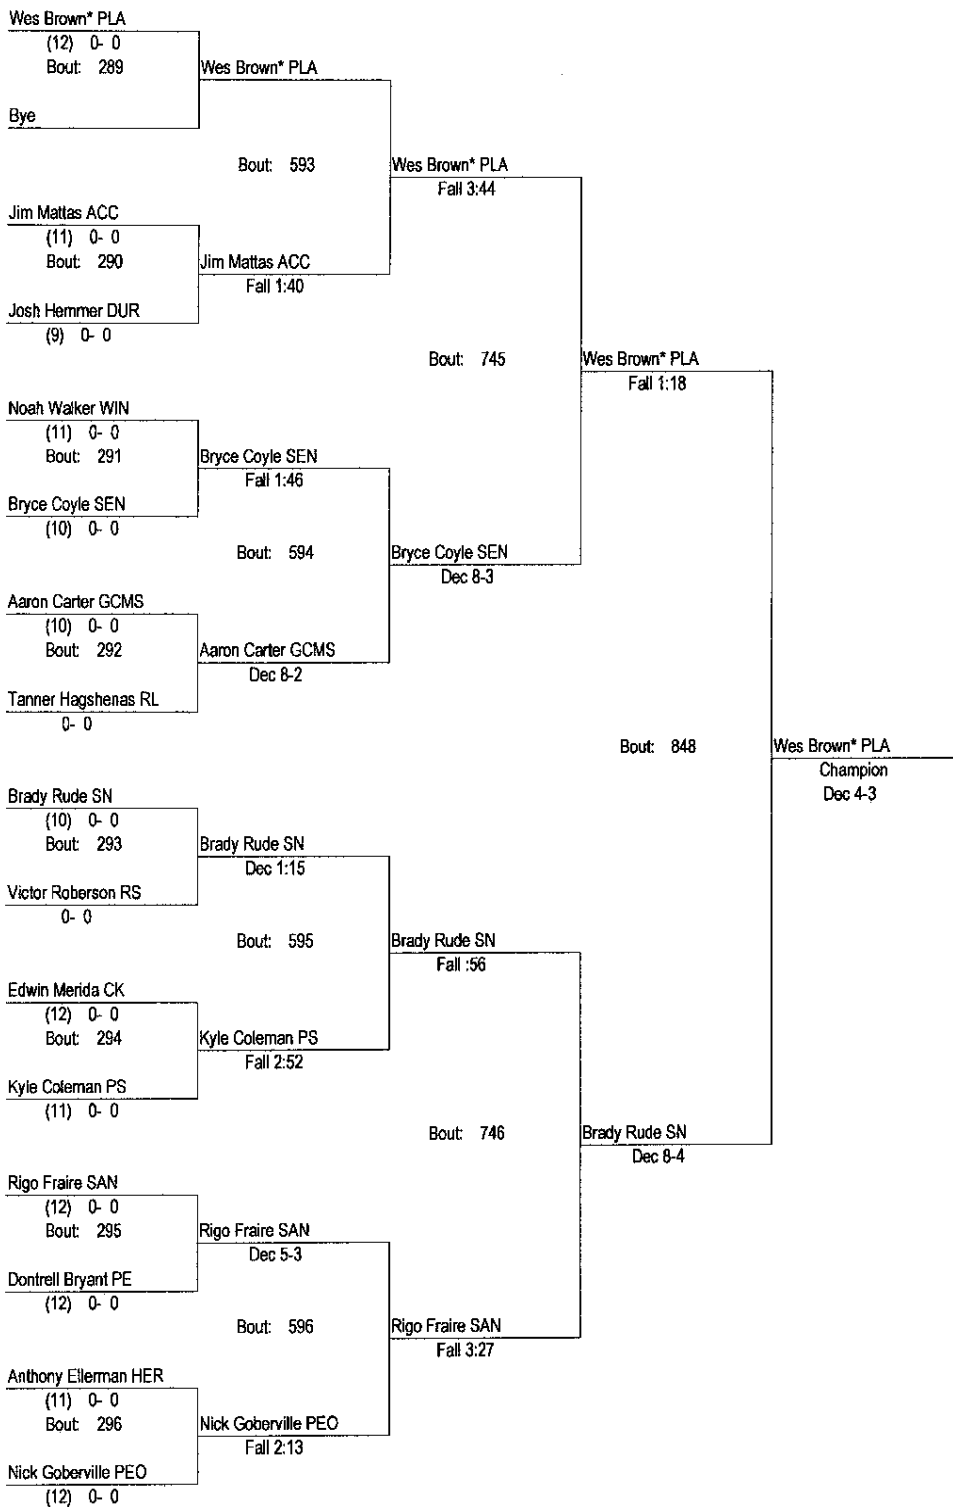 Wes Brown* PLA
(12) 0- 0
Bout: 289
Wes Brown* PLA
Bye
Bout: 593
Wes Brown* PLA
Fall 3:44
Jim Mattas ACC
(11) 0- 0
Bout: 290
Jim Mattas ACC
Fall 1:40
Josh Hemmer DUR
(9) 0- 0
Bout: 745
Wes Brown* PLA
Fall 1:18
Noah Walker WIN
(11) 0- 0
Bout: 291
Bryce Coyle SEN
Fall 1:46
Bryce Coyle SEN
(10) 0- 0
Bout: 594
Bryce Coyle SEN
Dec 8-3
Aaron Carter GCMS
(10) 0- 0
Bout: 292
Aaron Carter GCMS
Dec 8-2
Tanner Hagshenas RL
0- 0
Bout: 848
Wes Brown* PLA
Champion
Dec 4-3
Brady Rude SN
(10) 0- 0
Bout: 293
Brady Rude SN
Dec 1:15
Victor Roberson RS
0- 0
Bout: 595
Brady Rude SN
Fall :56
Edwin Merida CK
(12) 0- 0
Bout: 294
Kyle Coleman PS
Fall 2:52
Kyle Coleman PS
(11) 0- 0
Bout: 746
Brady Rude SN
Dec 8-4
Rigo Fraire SAN
(12) 0- 0
Bout: 295
Rigo Fraire SAN
Dec 5-3
Dontrell Bryant PE
(12) 0- 0
Bout: 596
Rigo Fraire SAN
Fall 3:27
Anthony Ellerman HER
(11) 0- 0
Bout: 296
Nick Goberville PEO
Fall 2:13
Nick Goberville PEO
(12) 0- 0